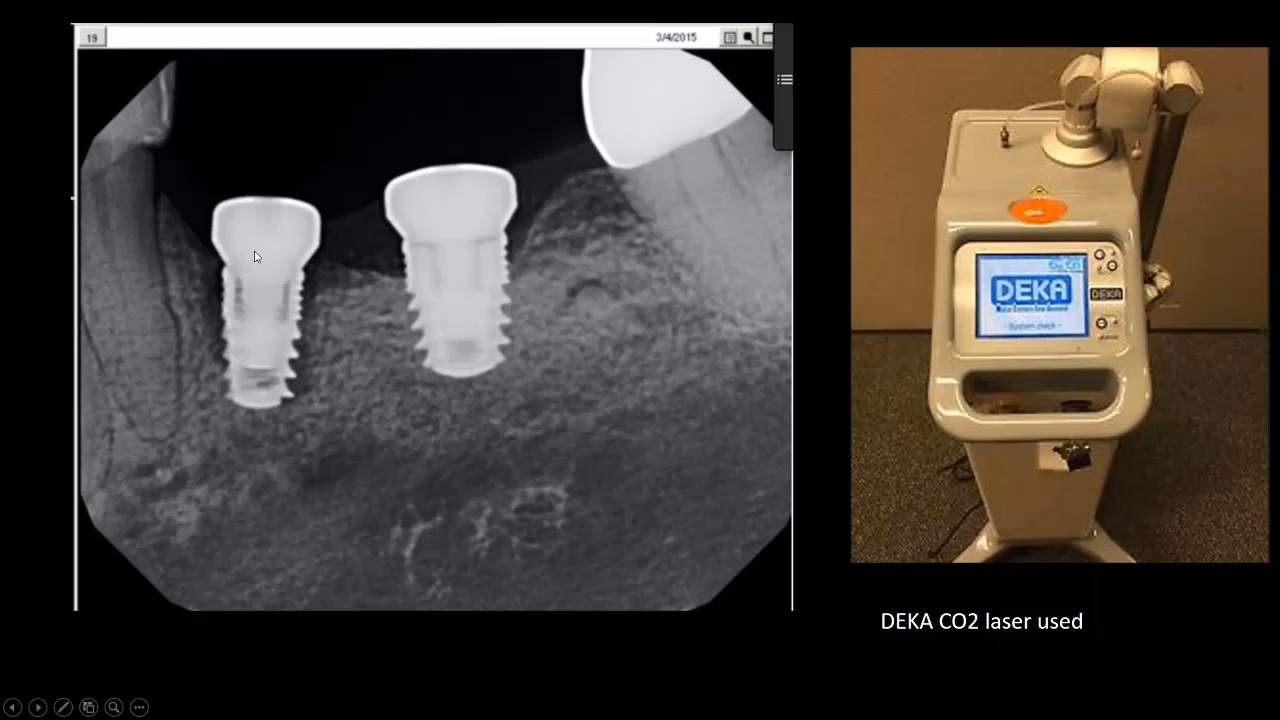 19
3/4/2015
DEKA
DEKA
System check
DEKA CO2 laser used